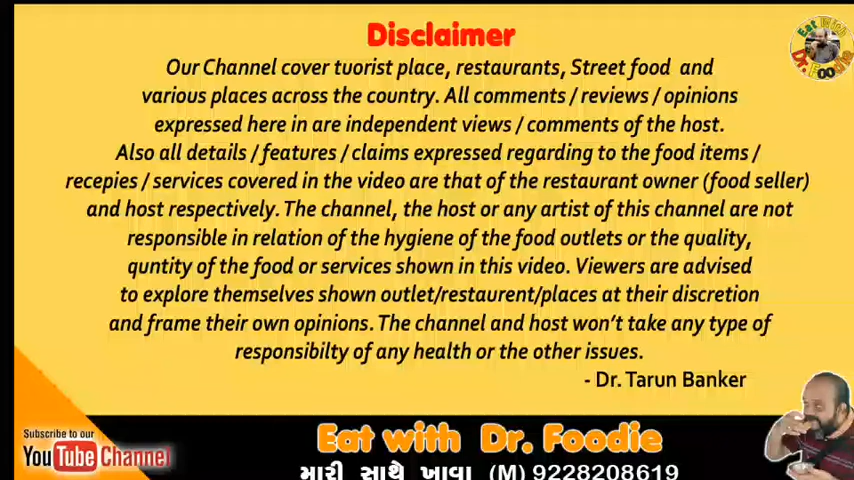 Disclaimer
Eat With
Dr. Foodie
Our Channel cover tuorist place, restaurants, Street food and
various places across the country. All comments / reviews / opinions
expressed here in are independent views / comments of the host.
Also all details / features / claims expressed regarding to the food items /
recepies / services covered in the video are that of the restaurant owner (food seller)
and host respectively. The channel, the host or any artist of this channel are not
responsible in relation of the hygiene of the food outlets or the quality,
quntity of the food or services shown in this video. Viewers are advised
to explore themselves shown outlet/restaurent/places at their discretion
and frame their own opinions. The channel and host won't take any type of
responsibilty of any health or the other issues.
- Dr. Tarun Banker
Subscribe to our
YouTube Channel
Eat with Dr. Foodie
મારી સાથે ખાવા (M) 9228208619